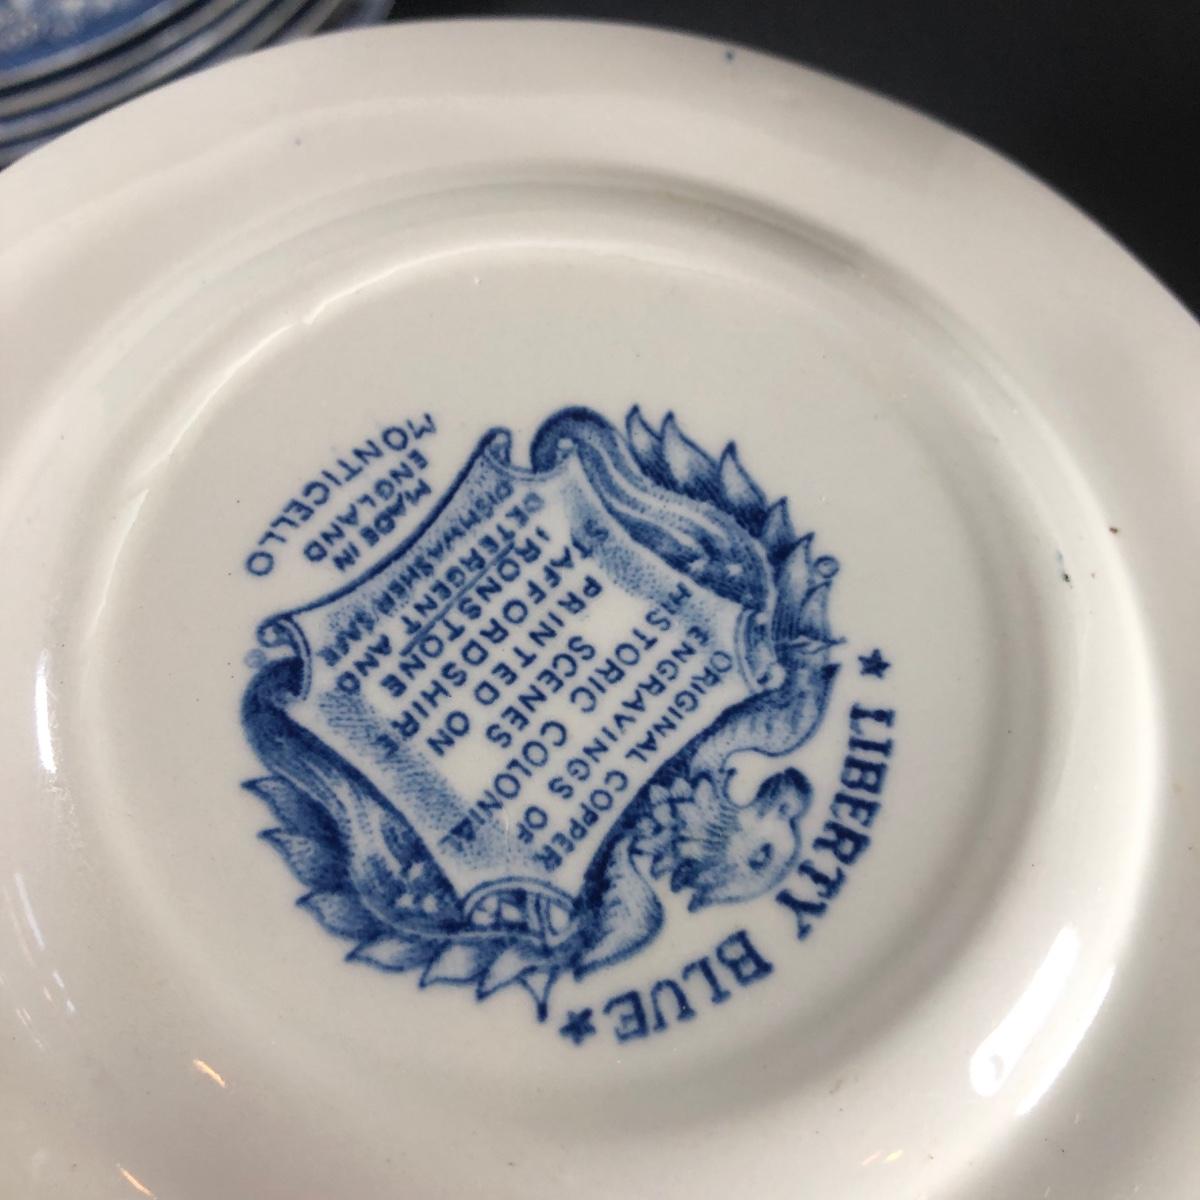 ★ LIBERTY BLUE ★
ORIGINAL COPPER
ENGRAVINGS OF
HISTORIC COLONIAL
SCENES
PRINTED ON
STAFFORDSHIR
IRONSTONE
DETERGENT AND
DISHWASHER SAFE
MADE IN
ENGLAND
MONTICELLO